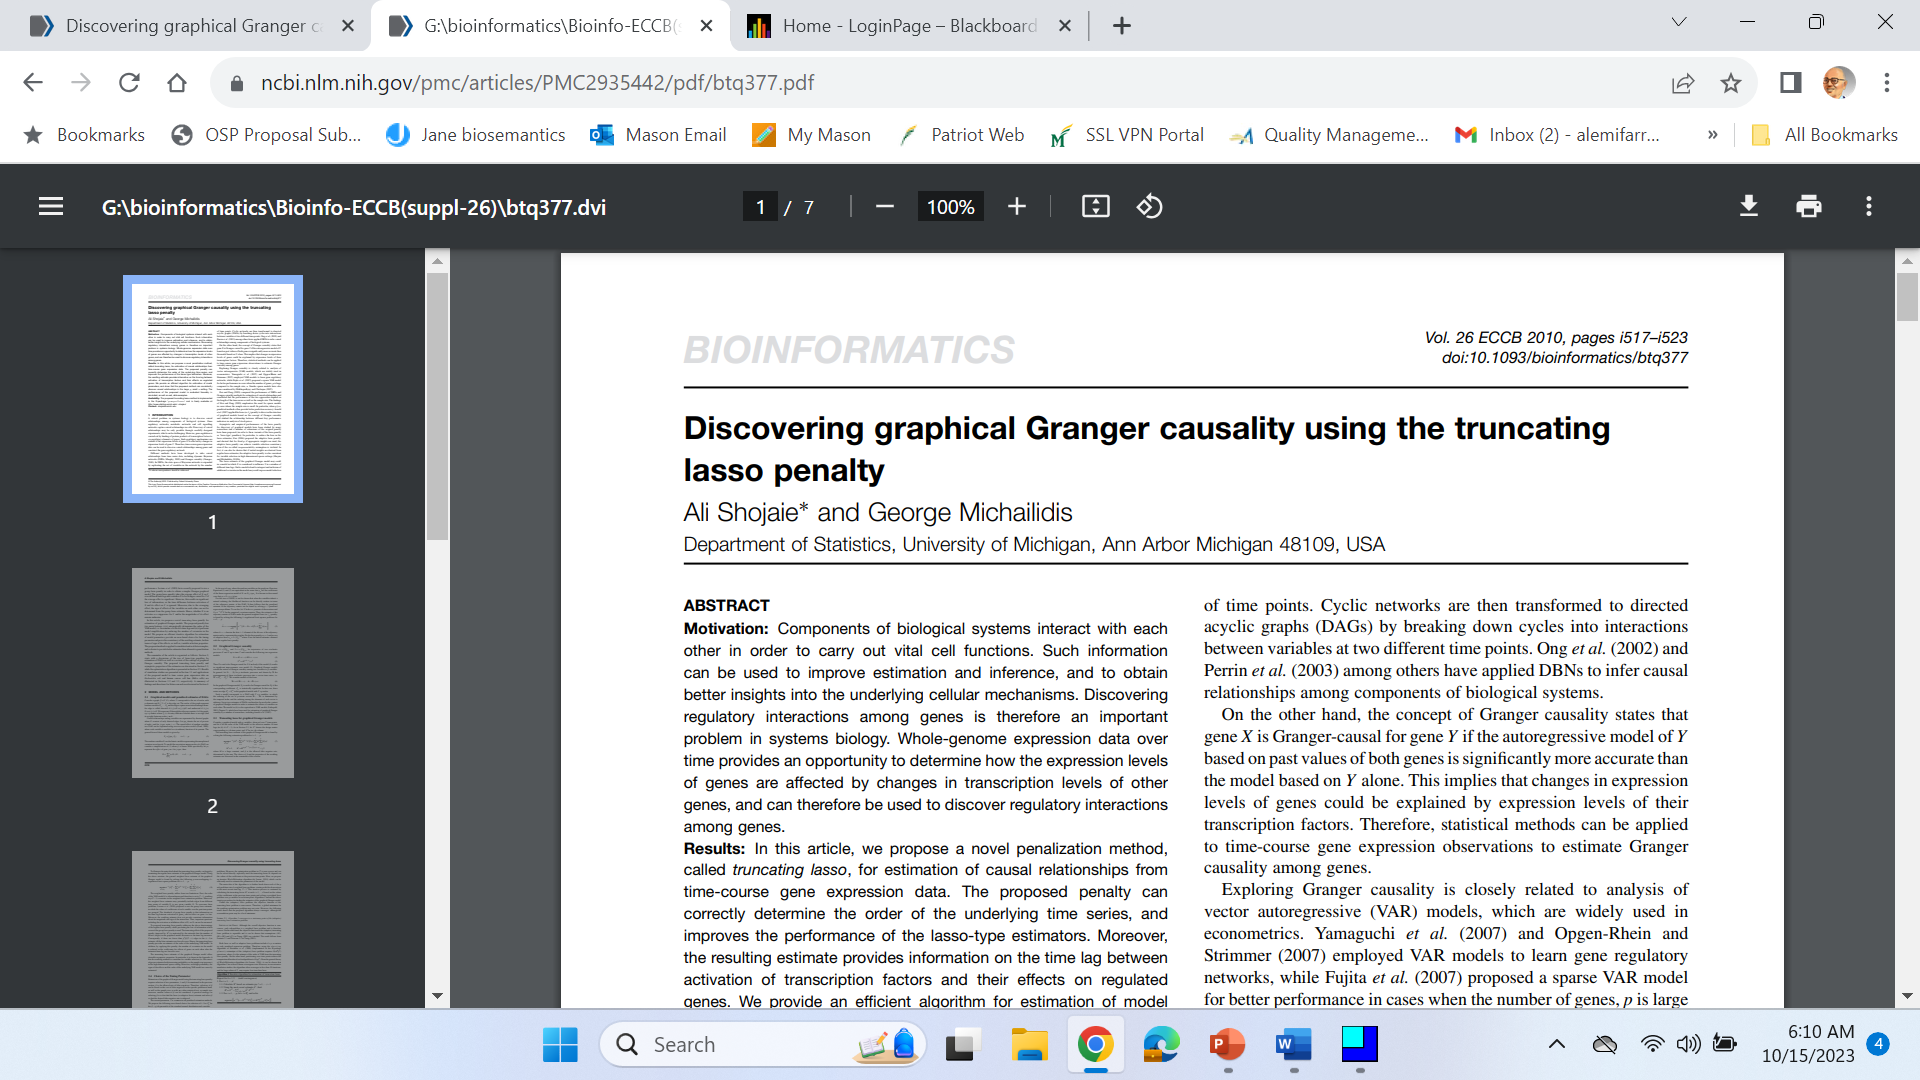 Discovering graphical Granger ca
G:\bioinformatics\Bioinfo-ECCB(s
Home - LoginPage – Blackboard
ncbi.nlm.nih.gov/pmc/articles/PMC2935442/pdf/btq377.pdf
Bookmarks
OSP Proposal Sub...
Jane biosemantics
Mason Email
My Mason
Patriot Web
SSL VPN Portal
Quality Manageme...
Inbox (2) - alemifarr...
»
All Bookmarks
G:\bioinformatics\Bioinfo-ECCB(suppl-26)\btq377.dvi
1 / 7
100%
1
2
BIOINFORMATICS
Vol. 26 ECCB 2010, pages i517–i523
doi:10.1093/bioinformatics/btq377
Discovering graphical Granger causality using the truncating
lasso penalty
Ali Shojaie* and George Michailidis
Department of Statistics, University of Michigan, Ann Arbor Michigan 48109, USA
ABSTRACT
Motivation: Components of biological systems interact with each
other in order to carry out vital cell functions. Such information
can be used to improve estimation and inference, and to obtain
better insights into the underlying cellular mechanisms. Discovering
regulatory interactions among genes is therefore an important
problem in systems biology. Whole-genome expression data over
time provides an opportunity to determine how the expression levels
of genes are affected by changes in transcription levels of other
genes, and can therefore be used to discover regulatory interactions
among genes.
Results: In this article, we propose a novel penalization method,
called truncating lasso, for estimation of causal relationships from
time-course gene expression data. The proposed penalty can
correctly determine the order of the underlying time series, and
improves the performance of the lasso-type estimators. Moreover,
the resulting estimate provides information on the time lag between
activation of transcription factors and their effects on regulated
genes. We provide an efficient algorithm for estimation of model
of time points. Cyclic networks are then transformed to directed
acyclic graphs (DAGs) by breaking down cycles into interactions
between variables at two different time points. Ong et al. (2002) and
Perrin et al. (2003) among others have applied DBNs to infer causal
relationships among components of biological systems.
On the other hand, the concept of Granger causality states that
gene X is Granger-causal for gene Y if the autoregressive model of Y
based on past values of both genes is significantly more accurate than
the model based on Y alone. This implies that changes in expression
levels of genes could be explained by expression levels of their
transcription factors. Therefore, statistical methods can be applied
to time-course gene expression observations to estimate Granger
causality among genes.
Exploring Granger causality is closely related to analysis of
vector autoregressive (VAR) models, which are widely used in
econometrics. Yamaguchi et al. (2007) and Opgen-Rhein and
Strimmer (2007) employed VAR models to learn gene regulatory
networks, while Fujita et al. (2007) proposed a sparse VAR model
for better performance in cases when the number of genes, p is large
Search
6:10 AM
10/15/2023
4